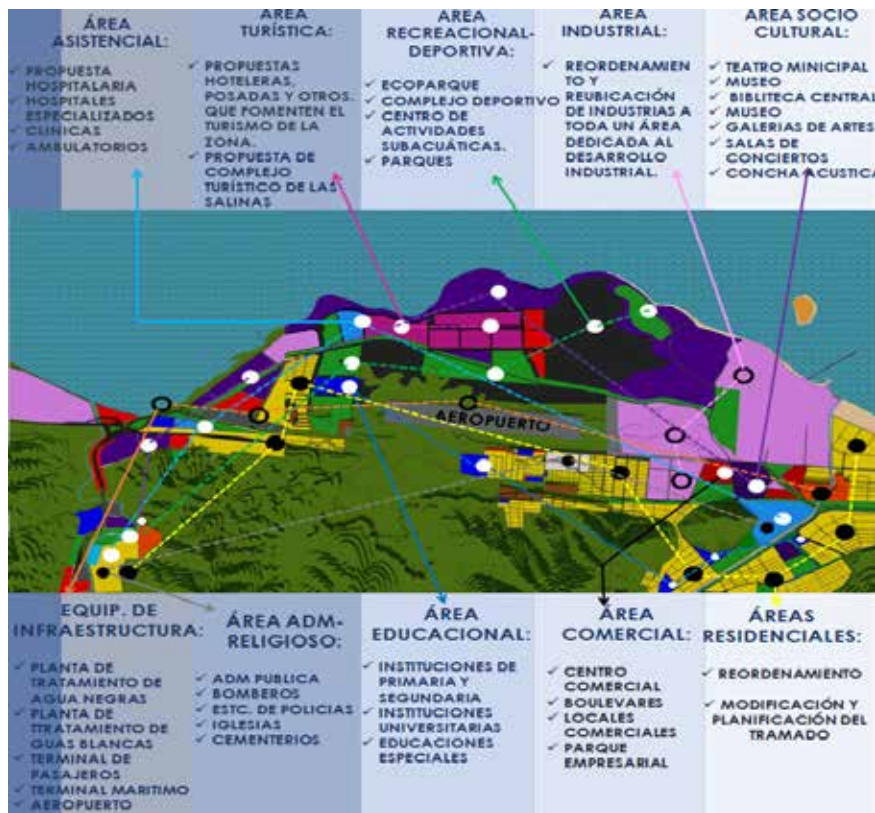 ÁREA
ASISTENCIAL:
✓ PROPUESTA
HOSPITALARIA
✓ HOSPITALES
ESPECIALIZADOS
✓ CLINICAS
✓ AMBULATORIOS
ÁREA
TURÍSTICA:
✓ PROPUESTAS
HOTELERAS,
POSADAS Y OTROS.
QUE FOMENTEN EL
TURISMO DE LA
ZONA.
✓ PROPUESTA DE
COMPLEJO
TURÍSTICO DE LAS
SALINAS
ÁREA
RECREACIONAL-
DEPORTIVA:
✓ ECOPARQUE
✓ COMPLEJO DEPORTIVO
✓ CENTRO DE
ACTIVIDADES
SUBACUÁTICAS.
✓ PARQUES
ÁREA
INDUSTRIAL:
✓ REORDENAMIEN
TO Y
REUBICACIÓN
DE INDUSTRIAS A
TODA UN ÁREA
DEDICADA AL
DESARROLLO
INDUSTRIAL.
ÁREA SOCIO
CULTURAL:
✓ TEATRO MINICIPAL
✓ MUSEO
✓ BIBLITECA CENTRAL
✓ MUSEO
✓ GALERIAS DE ARTES
✓ SALAS DE
CONCIERTOS
✓ CONCHA ACUSTICA
AEROPUERTO
EQUIP. DE
INFRAESTRUCTURA:
✓ PLANTA DE
TRATAMIENTO DE
AGUA NEGRAS
✓ PLANTA DE
TTRATAMIENTO DE
GUAS BLANCAS
✓ TERMINAL DE
PASAJEROS
✓ TERMINAL MARITIMO
✓ AEROPUERTO
ÁREA ADM-
RELIGIOSO:
✓ ADM PUBLICA
✓ BOMBEROS
✓ ESTC. DE POLICIAS
✓ IGLESIAS
✓ CEMENTERIOS
ÁREA
EDUCACIONAL:
✓ INSTITUCIONES DE
PRIMARIA Y
SEGUNDARIA
✓ INSTITUCIONES
UNIVERSITARIAS
✓ EDUCACIONES
ESPECIALES
ÁREA
COMERCIAL:
✓ CENTRO
COMERCIAL
✓ BOULEVARES
✓ LOCALES
COMERCIALES
✓ PARQUE
EMPRESARIAL
ÁREAS
RESIDENCIALES:
✓ REORDENAMIENTO
✓ MODIFICACIÓN Y
PLANIFICACIÓN DEL
TRAMADO